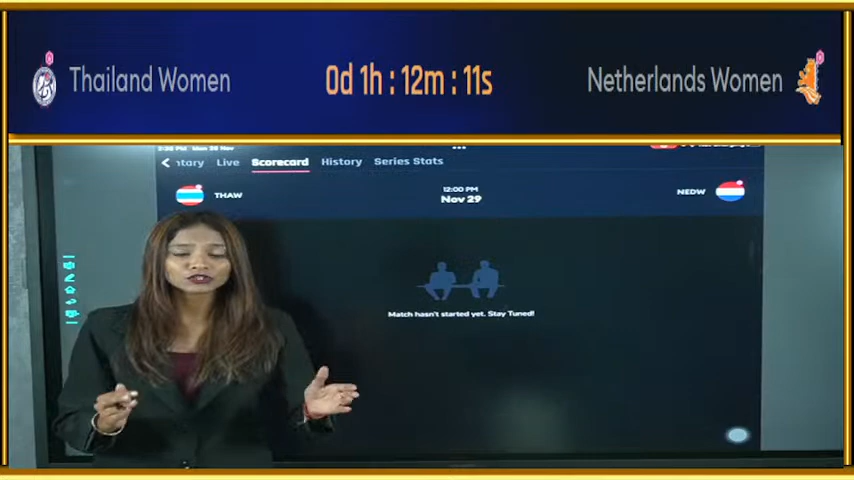 Thailand Women
0d 1h : 12m : 11s
Netherlands Women
ntary Live Scorecard History Series Stats
THAW
12:00 PM
Nov 29
NEDW
Match hasn't started yet. Stay Tuned!